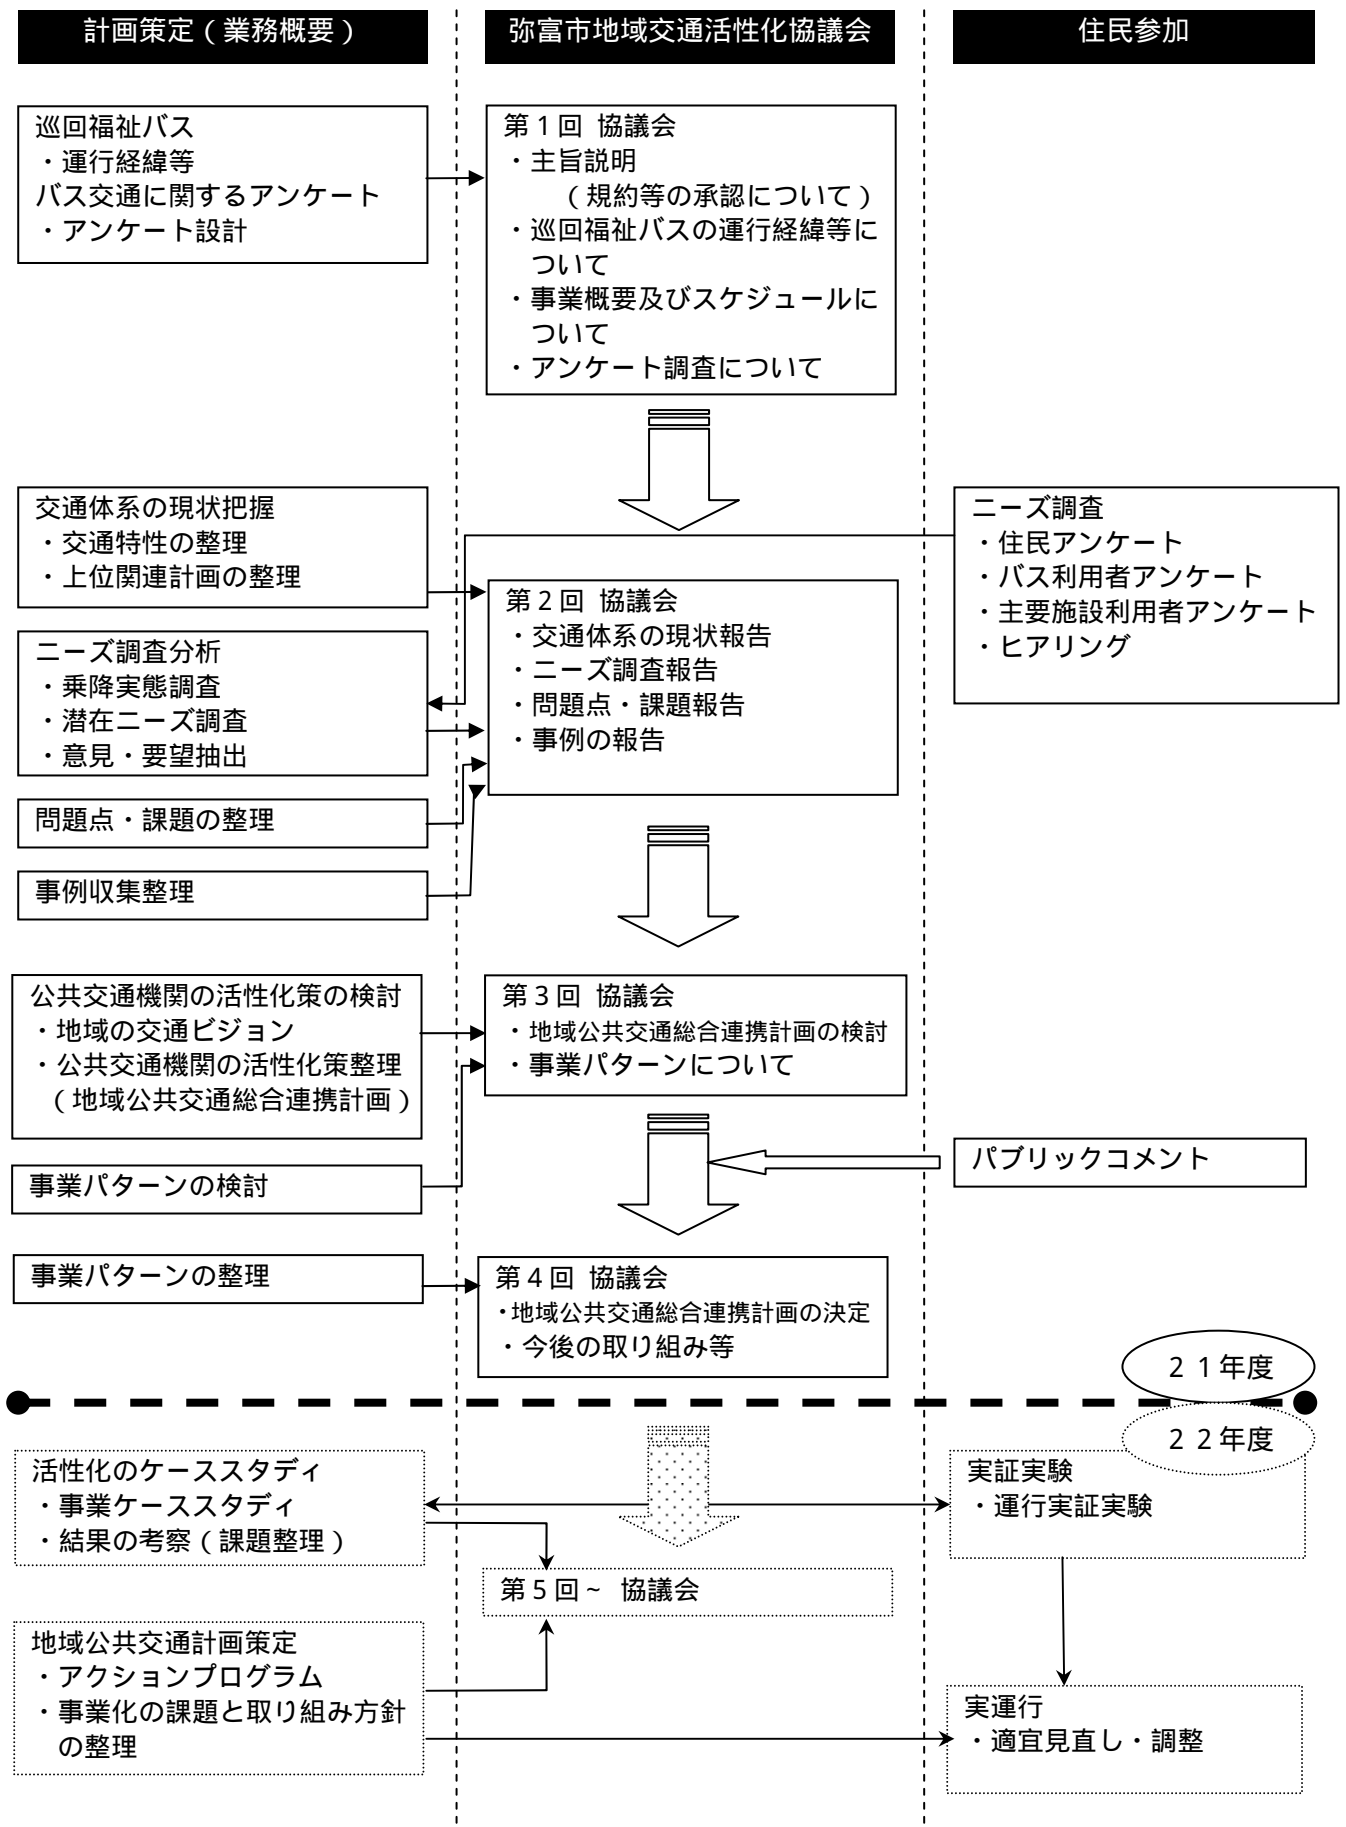 計画策定（業務概要）
弥富市地域交通活性化協議会
住民参加
巡回福祉バス
・運行経緯等
バス交通に関するアンケート
・アンケート設計
第１回 協議会
・主旨説明
（規約等の承認について）
・巡回福祉バスの運行経緯等に
ついて
・事業概要及びスケジュールに
ついて
・アンケート調査について
交通体系の現状把握
・交通特性の整理
・上位関連計画の整理
ニーズ調査
・住民アンケート
・バス利用者アンケート
・主要施設利用者アンケート
・ヒアリング
第２回 協議会
・交通体系の現状報告
・ニーズ調査報告
・問題点・課題報告
・事例の報告
ニーズ調査分析
・乗降実態調査
・潜在ニーズ調査
・意見・要望抽出
問題点・課題の整理
事例収集整理
公共交通機関の活性化策の検討
・地域の交通ビジョン
・公共交通機関の活性化策整理
（地域公共交通総合連携計画）
第３回 協議会
・地域公共交通総合連携計画の検討
・事業パターンについて
パブリックコメント
事業パターンの検討
事業パターンの整理
第４回 協議会
・地域公共交通総合連携計画の決定
・今後の取り組み等
２１年度
２２年度
活性化のケーススタディ
・事業ケーススタディ
・結果の考察（課題整理）
実証実験
・運行実証実験
第５回~ 協議会
地域公共交通計画策定
・アクションプログラム
・事業化の課題と取り組み方針
の整理
実運行
・適宜見直し・調整